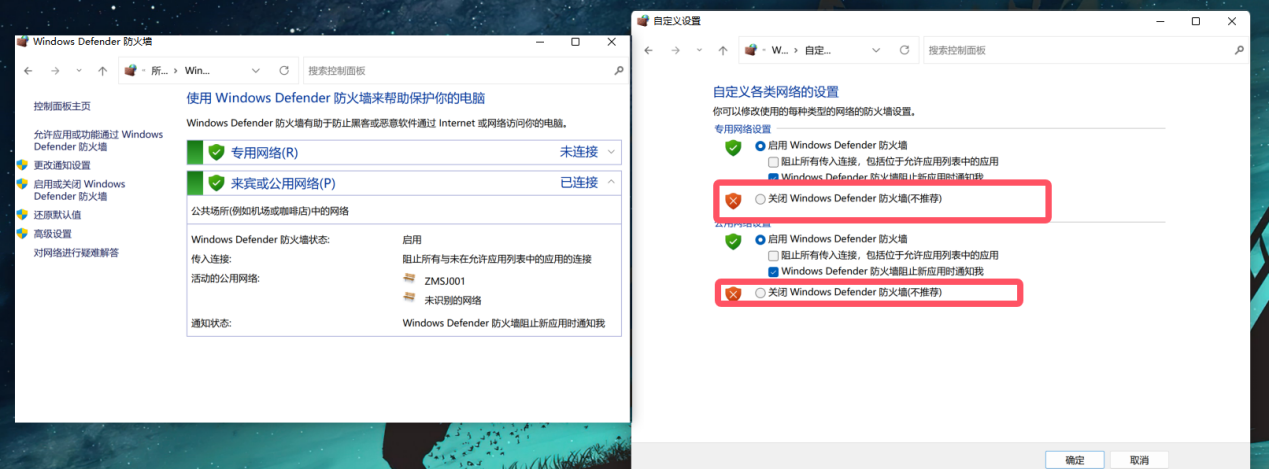 Windows Defender 防火墙
所... › Win...
搜索控制面板
控制面板主页
允许应用或功能通过 Windows
Defender 防火墙
更改通知设置
启用或关闭 Windows
Defender 防火墙
还原默认值
高级设置
对网络进行疑难解答
使用 Windows Defender 防火墙来帮助保护你的电脑
Windows Defender 防火墙有助于防止黑客或恶意软件通过 Internet 或网络访问你的电脑。
专用网络(R) 未连接
来宾或公用网络(P) 已连接
公共场所(例如机场或咖啡店)中的网络
Windows Defender 防火墙状态: 启用
传入连接: 阻止所有与未在允许应用列表中的应用的连接
活动的公用网络: ZMSJ001
未识别的网络
通知状态: Windows Defender 防火墙阻止新应用时通知我
自定义设置
W... › 自定...
搜索控制面板
自定义各类网络的设置
你可以修改使用的每种类型的网络的防火墙设置。
专用网络设置
启用 Windows Defender 防火墙
阻止所有传入连接，包括位于允许应用列表中的应用
Windows Defender 防火墙阻止新应用时通知我
关闭 Windows Defender 防火墙(不推荐)
公用网络设置
启用 Windows Defender 防火墙
阻止所有传入连接，包括位于允许应用列表中的应用
Windows Defender 防火墙阻止新应用时通知我
关闭 Windows Defender 防火墙(不推荐)
确定
取消